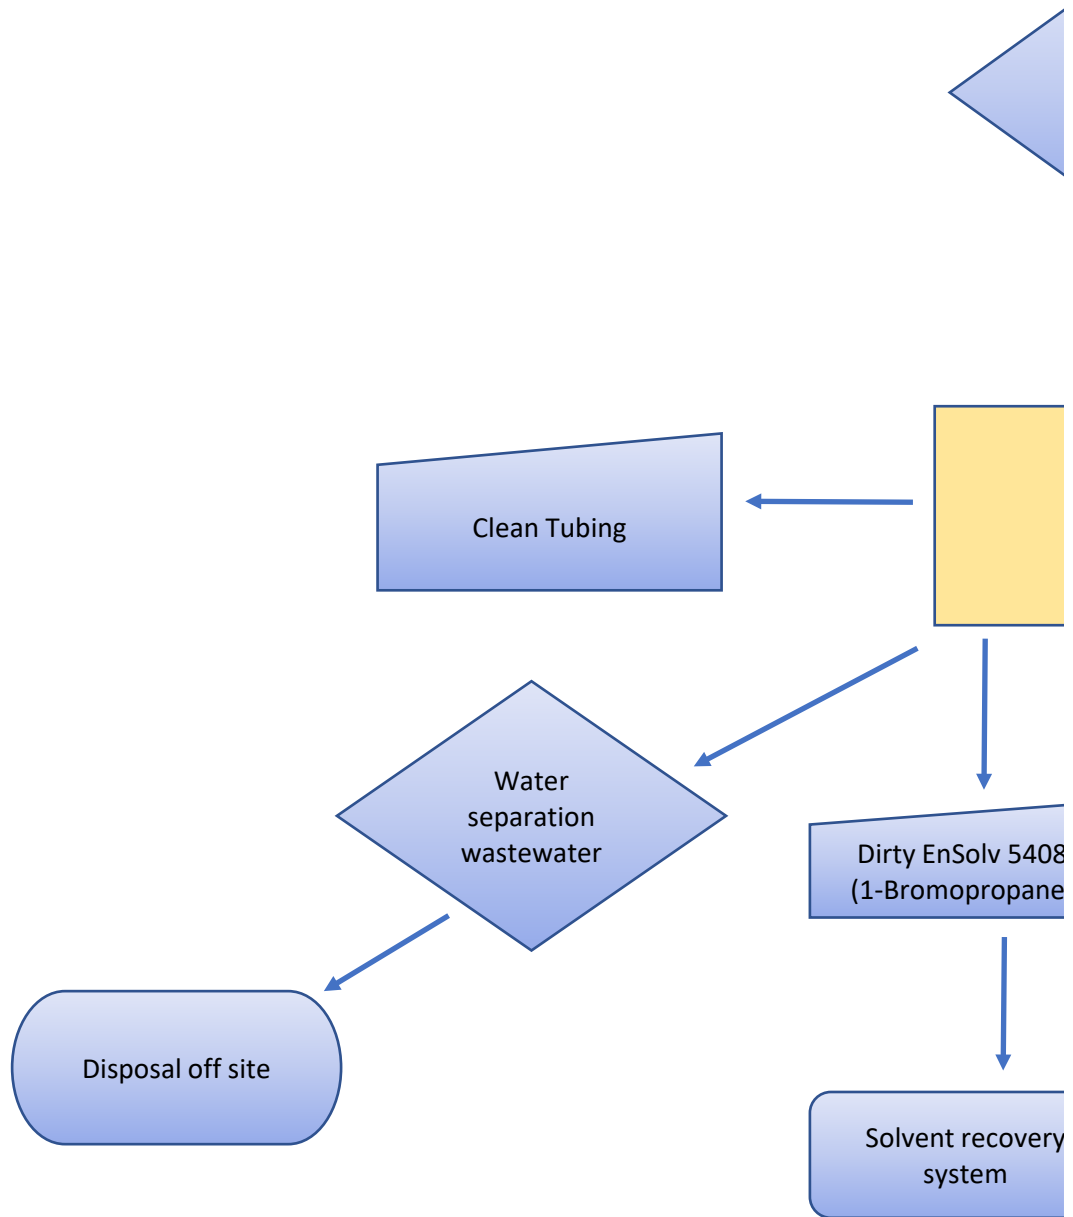 Clean Tubing
Water
separation
wastewater
Dirty EnSolv 5408
(1-Bromopropane
Disposal off site
Solvent recovery
system